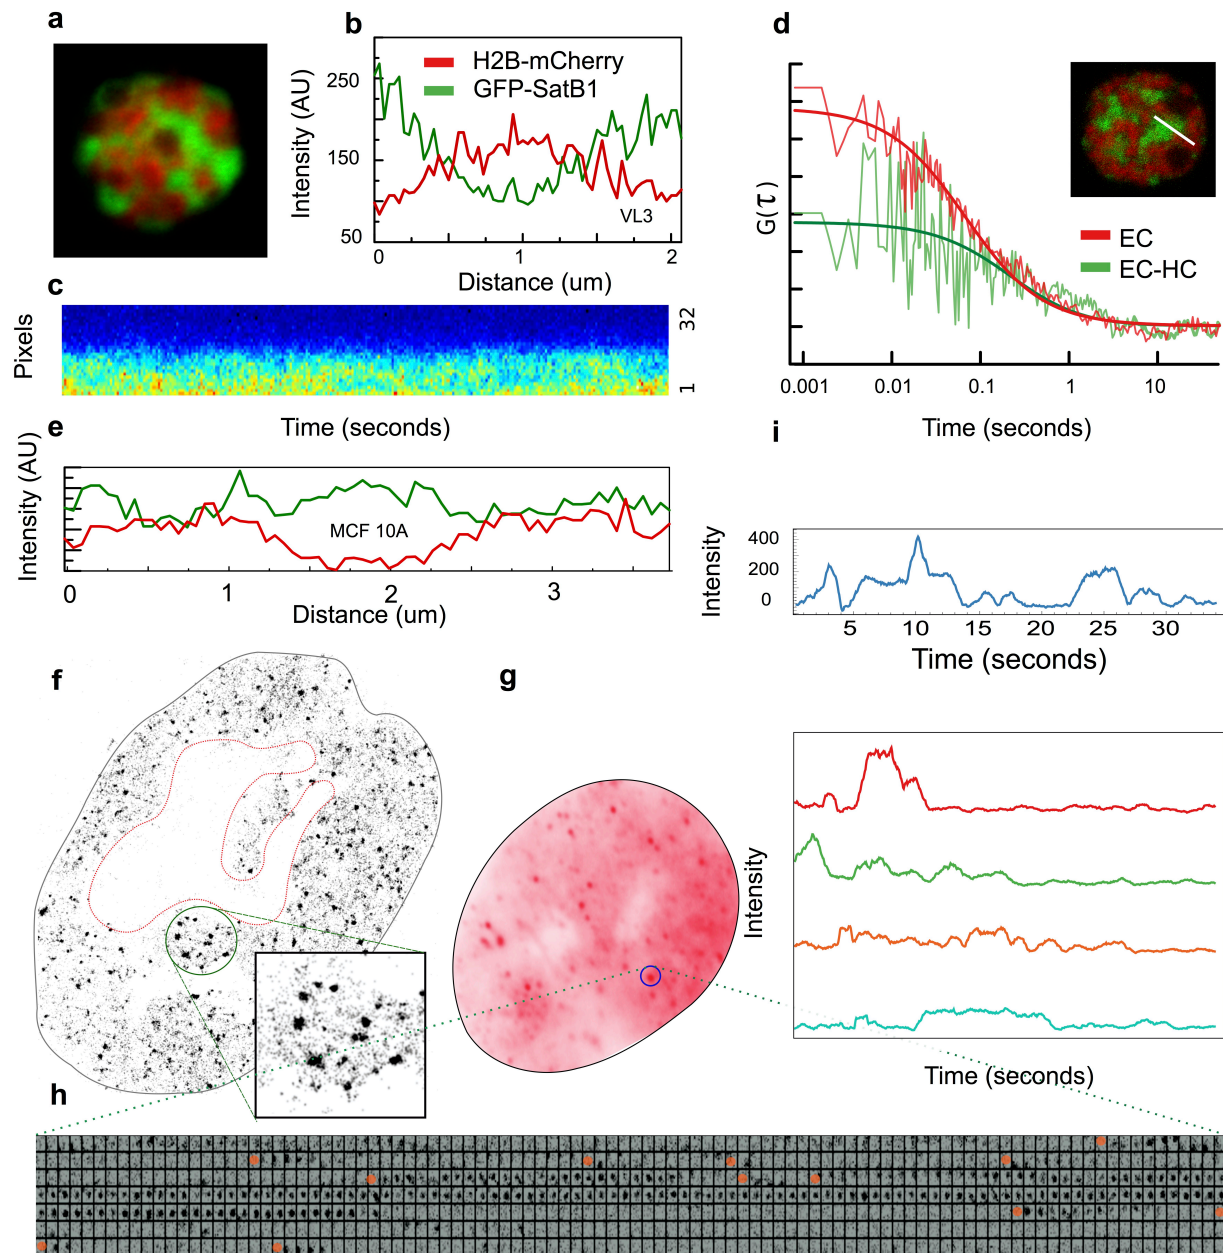 a
b
H2B-mCherry
GFP-SatB1
Intensity (AU)
250
150
50
VL3
0
1
2
Distance (um)
c
Pixels
32
1
Time (seconds)
d
G(τ)
EC
EC-HC
0.001
0.01
0.1
1
10
Time (seconds)
e
Intensity (AU)
MCF 10A
0
1
2
3
Distance (um)
i
Intensity
400
200
0
5
10
15
20
25
30
Time (seconds)
f
g
Intensity
Time (seconds)
h